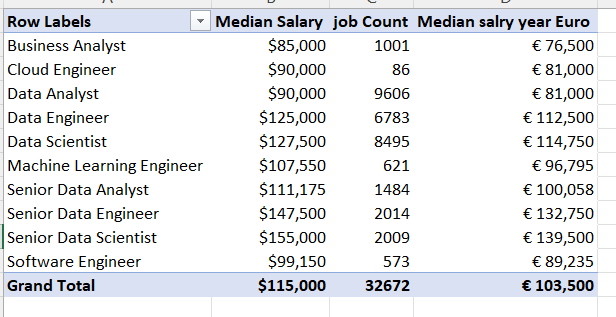 Row Labels Median Salary job Count Median salry year Euro
Business Analyst $85,000 1001 € 76,500
Cloud Engineer $90,000 86 € 81,000
Data Analyst $90,000 9606 € 81,000
Data Engineer $125,000 6783 € 112,500
Data Scientist $127,500 8495 € 114,750
Machine Learning Engineer $107,550 621 € 96,795
Senior Data Analyst $111,175 1484 € 100,058
Senior Data Engineer $147,500 2014 € 132,750
Senior Data Scientist $155,000 2009 € 139,500
Software Engineer $99,150 573 € 89,235
Grand Total $115,000 32672 € 103,500